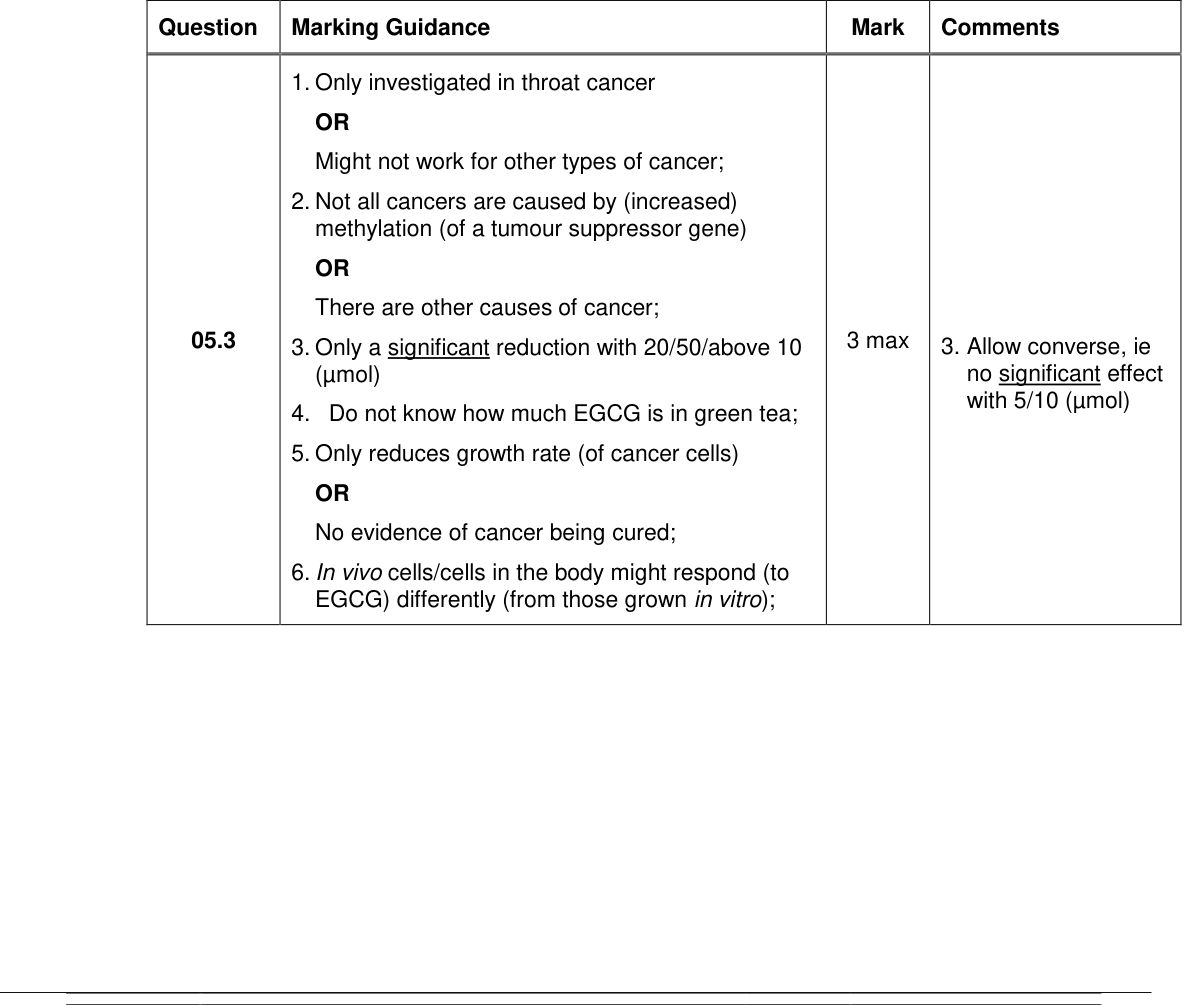 Question Marking Guidance Mark Comments
1. Only investigated in throat cancer
OR
Might not work for other types of cancer;
2. Not all cancers are caused by (increased)
methylation (of a tumour suppressor gene)
OR
There are other causes of cancer;
3. Only a significant reduction with 20/50/above 10
(µmol)
4. Do not know how much EGCG is in green tea;
5. Only reduces growth rate (of cancer cells)
OR
No evidence of cancer being cured;
6. In vivo cells/cells in the body might respond (to
EGCG) differently (from those grown in vitro);
05.3
3 max
3. Allow converse, ie
no significant effect
with 5/10 (µmol)